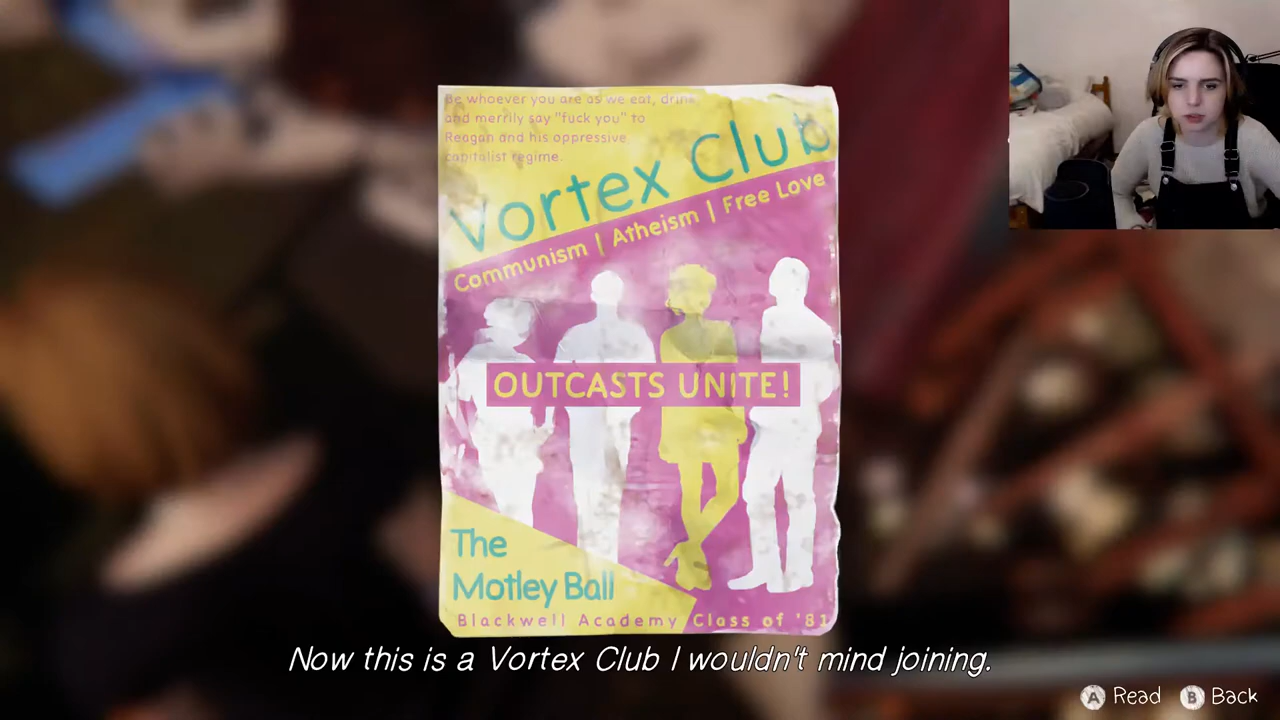 Be whoever you are as we eat, drink
and merrily say "fuck you" to
Reagan and his oppressive
capitalist regime.
Vortex Club
Communism | Atheism | Free Love
OUTCASTS UNITE!
The
Motley Ball
Blackwell Academy Class of '81
Now this is a Vortex Club I wouldn't mind joining.
A Read B Back